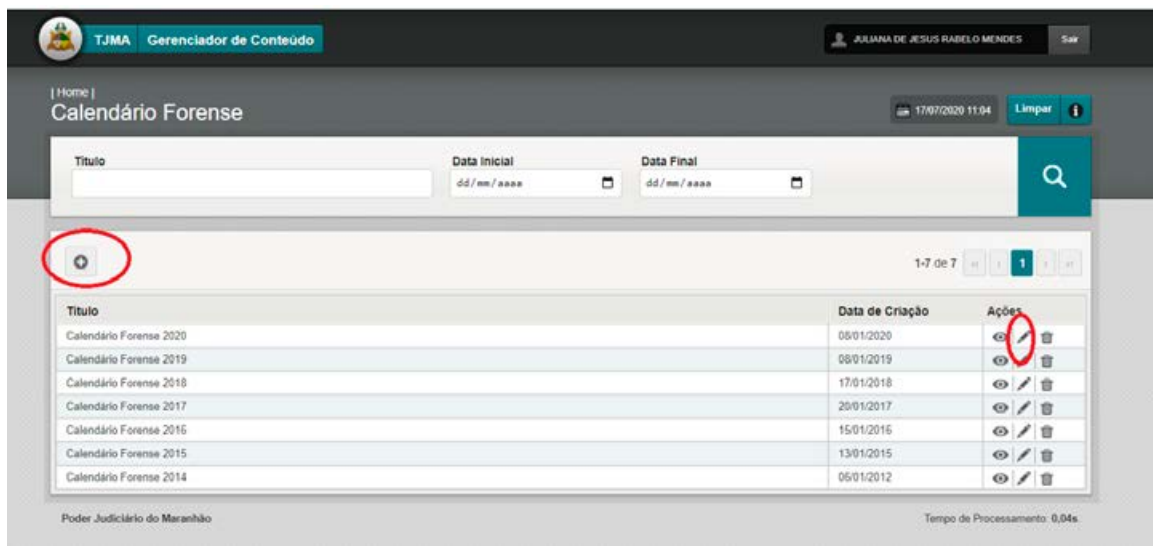 TJMA Gerenciador de Conteúdo JULIANA DE JESUS RABELO MENDES Sair
| Home |
Calendário Forense 17/07/2020 11:04 Limpar
Título Data Inicial Data Final
dd/mm/aaaa dd/mm/aaaa
1-7 de 7 1
Título Data de Criação Ações
Calendário Forense 2020 08/01/2020
Calendário Forense 2019 08/01/2019
Calendário Forense 2018 17/01/2018
Calendário Forense 2017 20/01/2017
Calendário Forense 2016 15/01/2016
Calendário Forense 2015 13/01/2015
Calendário Forense 2014 05/01/2012
Poder Judiciário do Maranhão Tempo de Processamento: 0,04s.